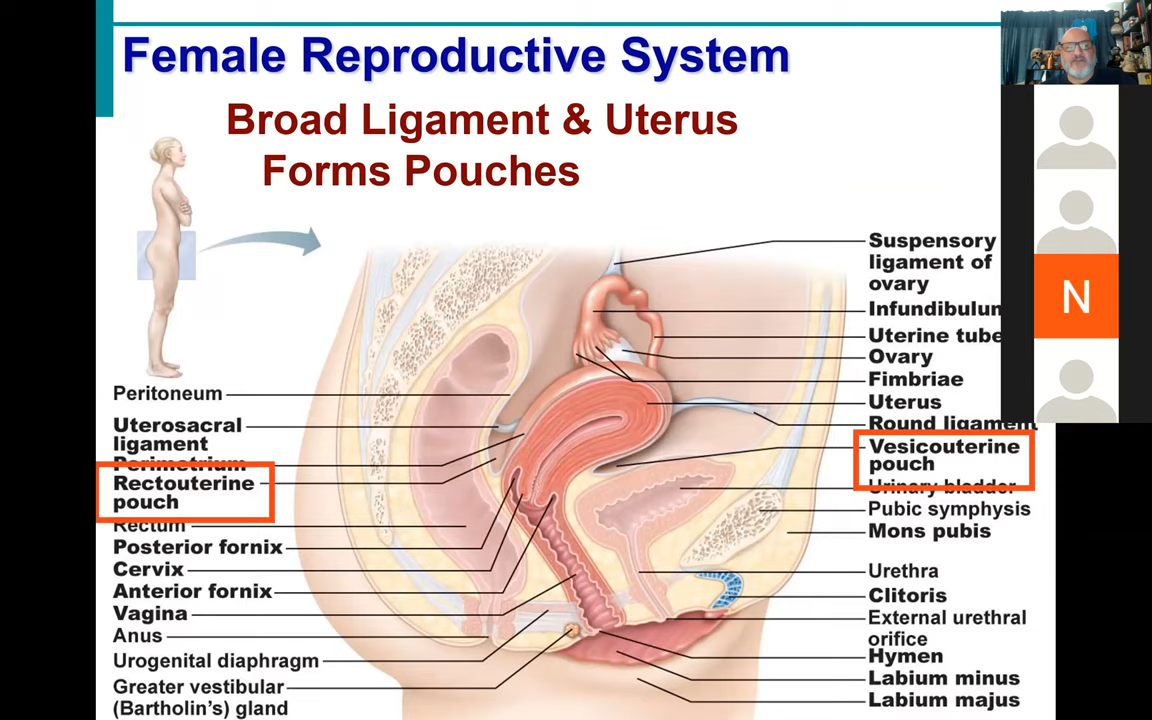 Female Reproductive System
Broad Ligament & Uterus
Forms Pouches
Peritoneum
Uterosacral
ligament
Perimetrium
Rectouterine
pouch
Rectum
Posterior fornix
Cervix
Anterior fornix
Vagina
Anus
Urogenital diaphragm
Greater vestibular
(Bartholin's) gland
Suspensory
ligament of
ovary
Infundibulum
Uterine tube
Ovary
Fimbriae
Uterus
Round ligament
Vesicouterine
pouch
Urinary bladder
Pubic symphysis
Mons pubis
Urethra
Clitoris
External urethral
orifice
Hymen
Labium minus
Labium majus
N